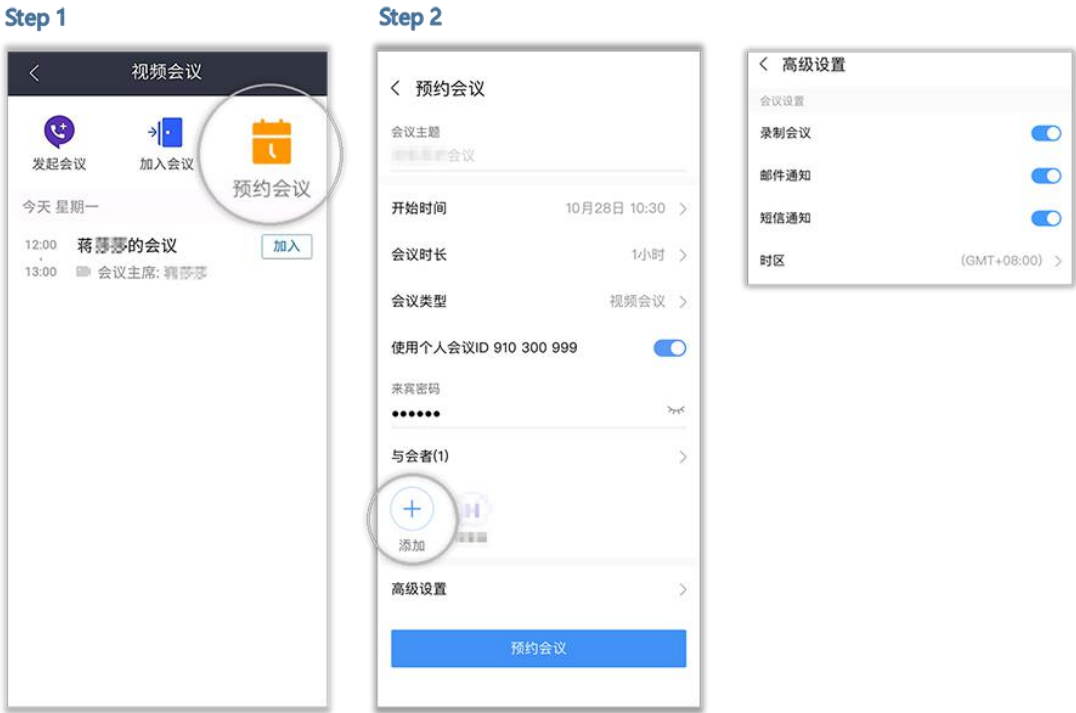 Step 1
视频会议
发起会议
加入会议
预约会议
今天 星期一
12:00
13:00
蒋
的会议
加入
会议主席:
Step 2
预约会议
会议主题
会议
开始时间 10月28日 10:30
会议时长 1小时
会议类型 视频会议
使用个人会议ID 910 300 999
来宾密码
••••••
与会者(1)
添加
高级设置
预约会议
高级设置
会议设置
录制会议
邮件通知
短信通知
时区 (GMT+08:00)